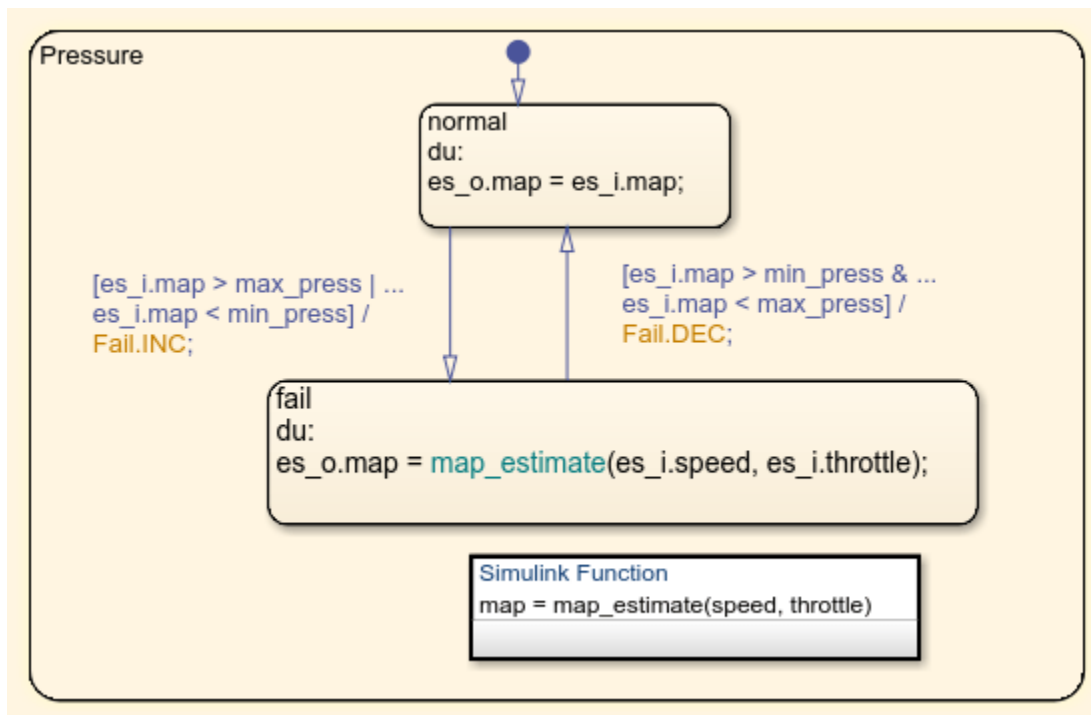 Pressure
normal
du:
es_o.map = es_i.map;
[es_i.map > max_press | ...
es_i.map < min_press] /
Fail.INC;
[es_i.map > min_press & ...
es_i.map < max_press] /
Fail.DEC;
fail
du:
es_o.map = map_estimate(es_i.speed, es_i.throttle);
Simulink Function
map = map_estimate(speed, throttle)